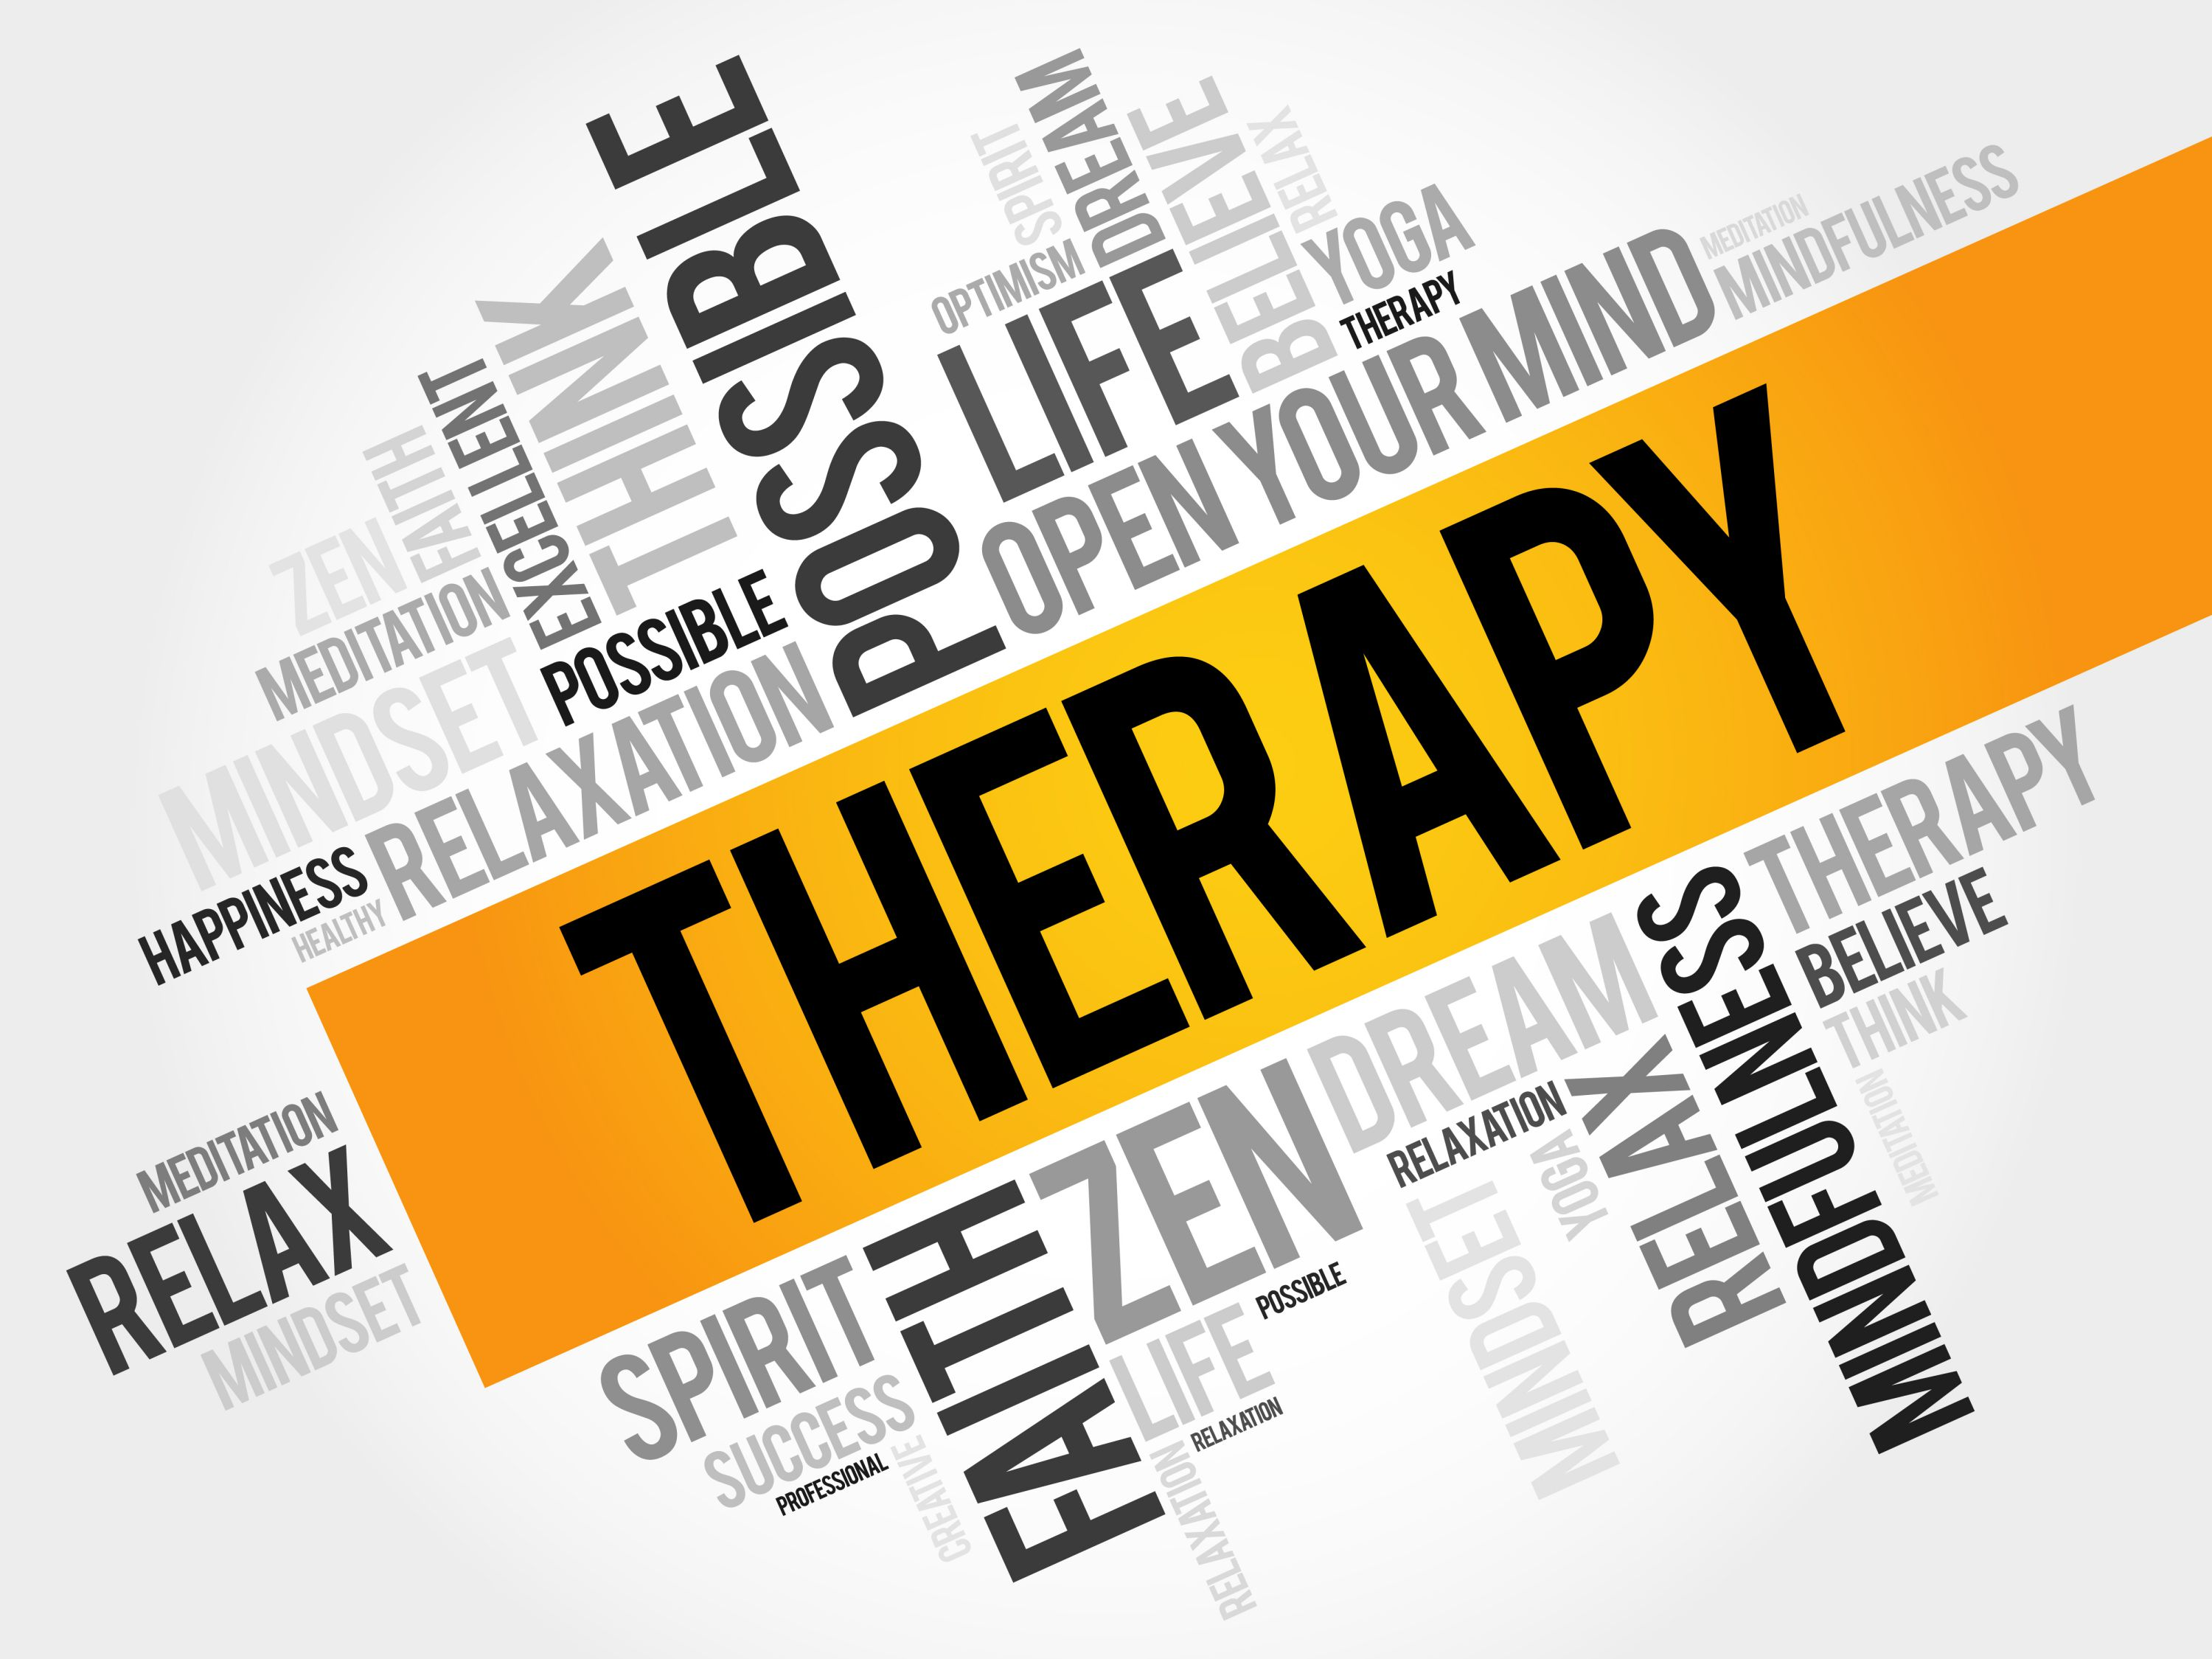 POSSIBLE
SPIRIT
DREAM
BELIEVE
RELAX
OPTIMISM
LIFE
YOGA
THERAPY
MEDITATION
MINDFULNESS
OPEN YOUR MIND
THINK
EXCELLENT
FAITH
ZEN
MEDITATION
MINDSET
POSSIBLE
RELAXATION
HAPPINESS
HEALTHY
THERAPY
MEDITATION
RELAX
MINDSET
THERAPY
BELIEVE
THINK
MEDITATION
MINDFULNESS
RELAX
DREAM
RELAXATION
YOGA
MINDSET
ZEN
POSSIBLE
LIFE
RELAXATION
RELAXATION
FAITH
SPIRIT
SUCCESS
PROFESSIONAL
CREATIVE